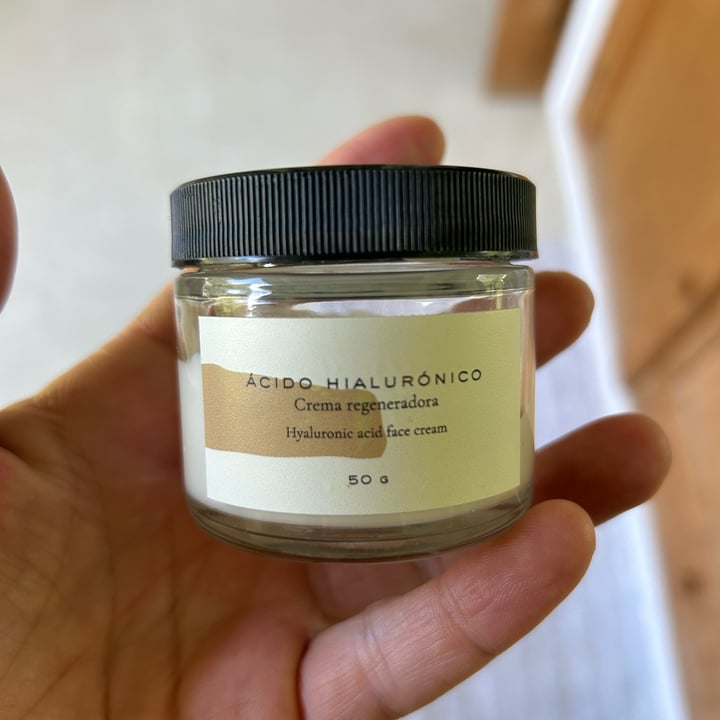 ÁCIDO HIALURÓNICO
Crema regeneradora
Hyaluronic acid face cream
50 G